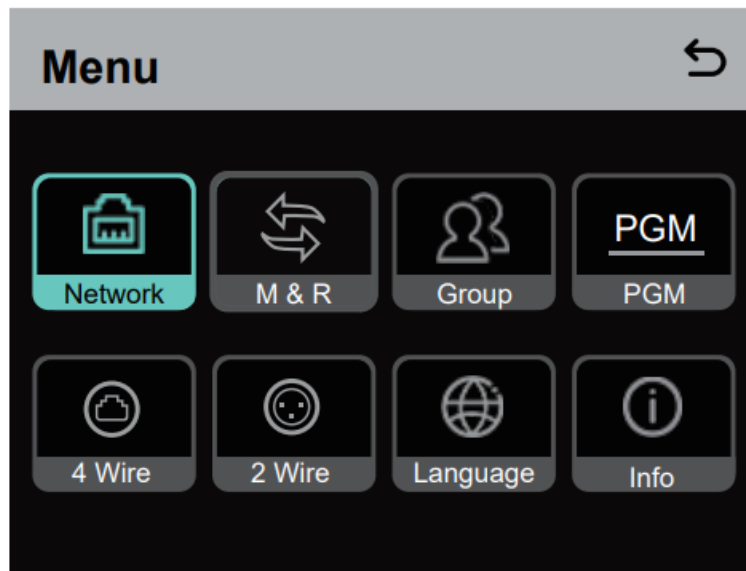 Menu
Network
M & R
Group
PGM
PGM
4 Wire
2 Wire
Language
Info